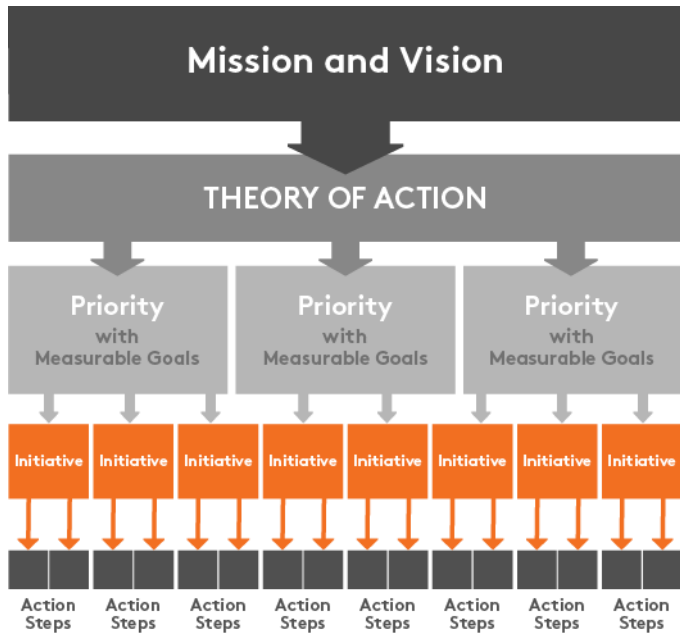 Mission and Vision
THEORY OF ACTION
Priority
with
Measurable Goals
Priority
with
Measurable Goals
Priority
with
Measurable Goals
Initiative
Initiative
Initiative
Initiative
Initiative
Initiative
Initiative
Initiative
Action
Steps
Action
Steps
Action
Steps
Action
Steps
Action
Steps
Action
Steps
Action
Steps
Action
Steps